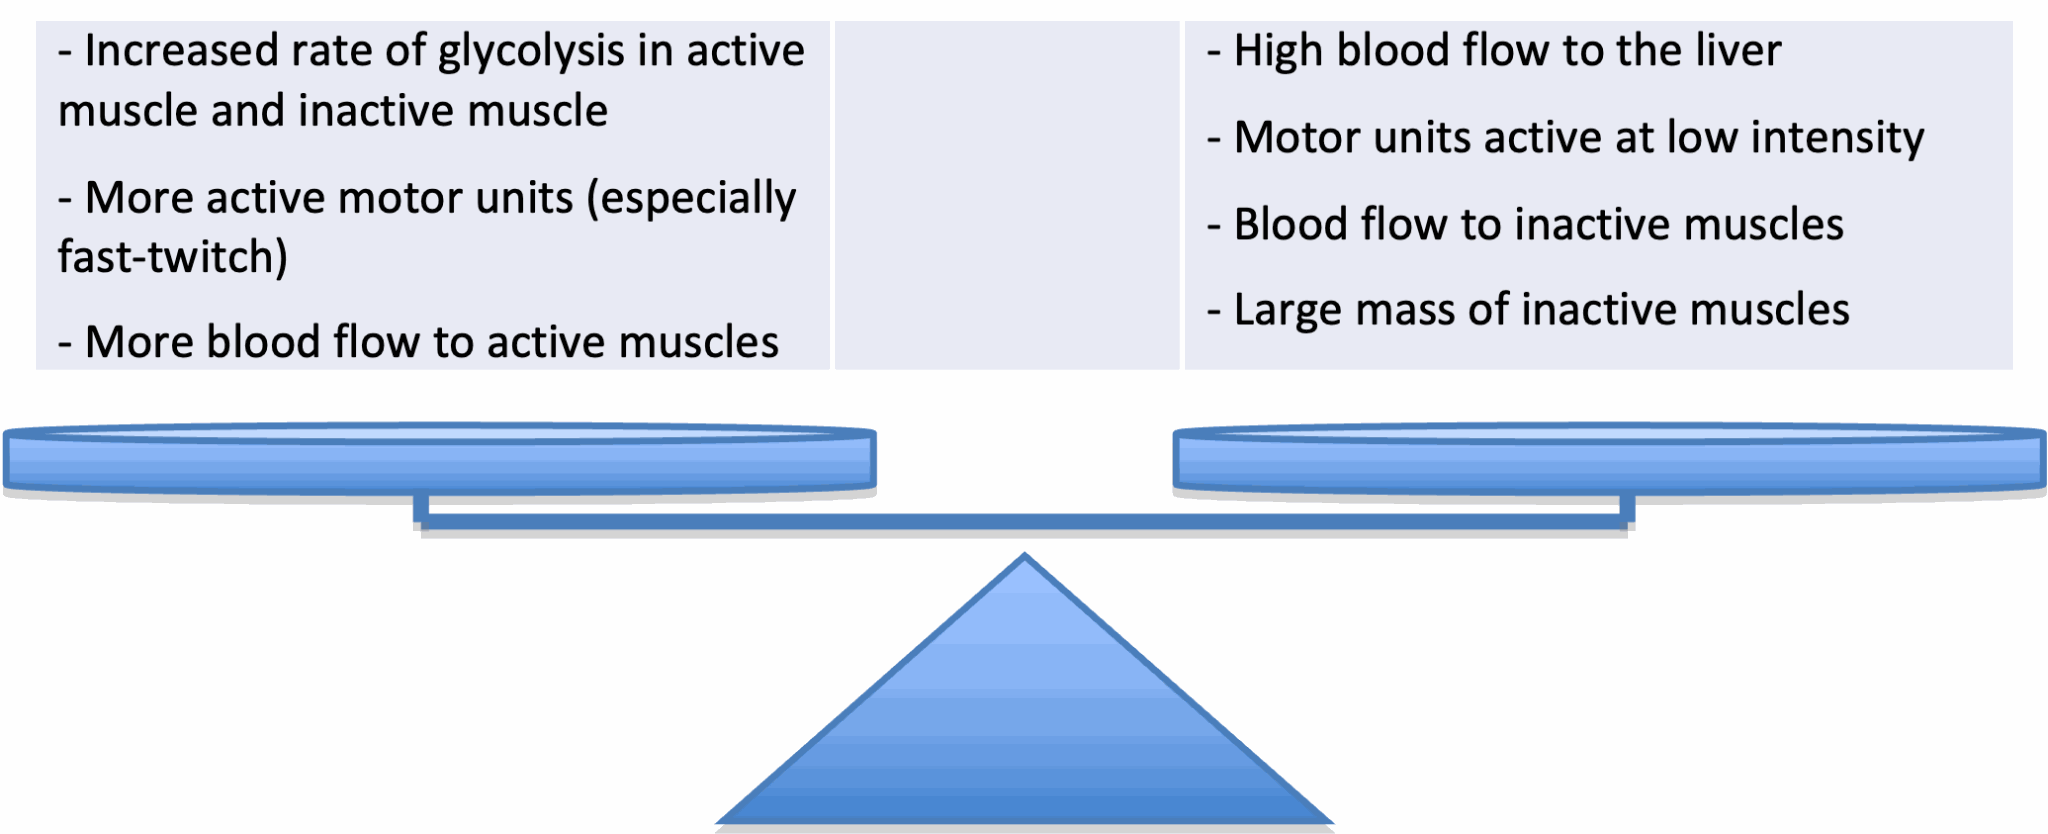 - Increased rate of glycolysis in active
muscle and inactive muscle
- More active motor units (especially
fast-twitch)
- More blood flow to active muscles
- High blood flow to the liver
- Motor units active at low intensity
- Blood flow to inactive muscles
- Large mass of inactive muscles